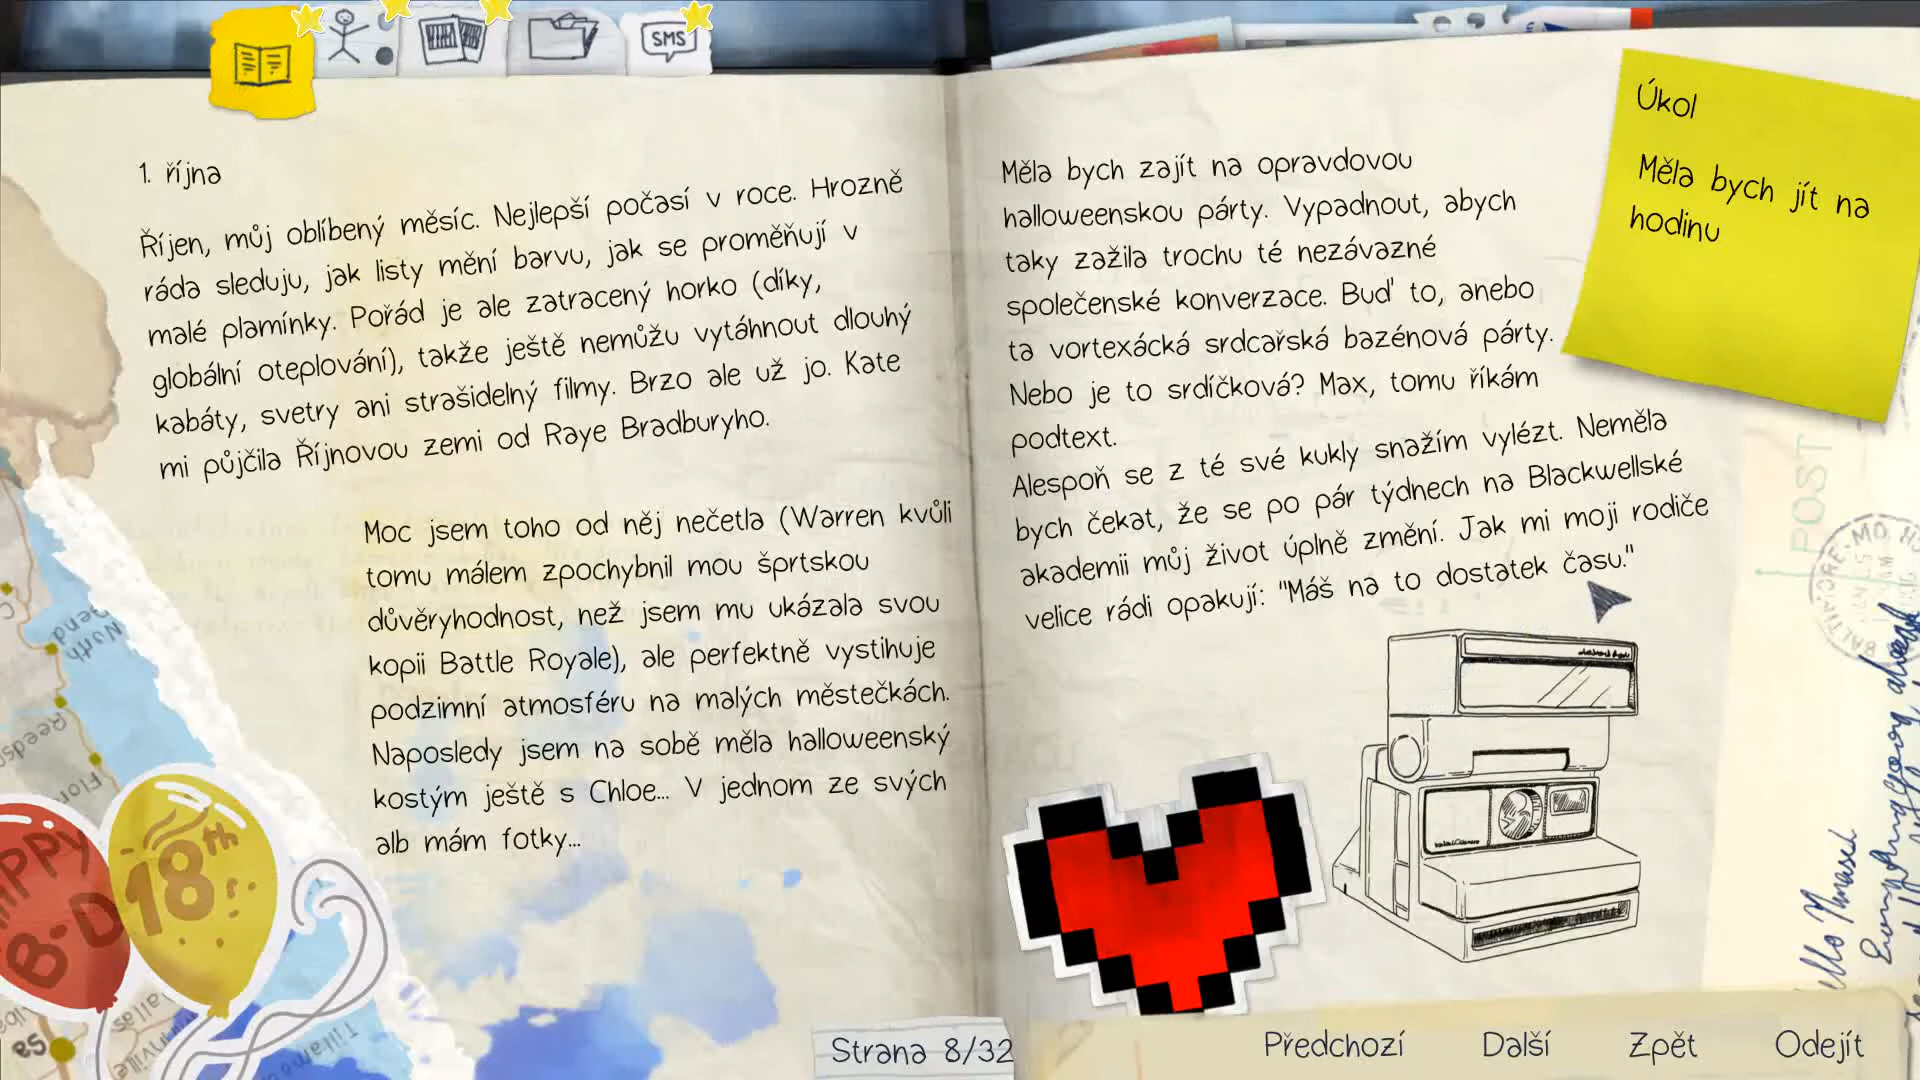 SMS
1. října
Říjen, můj oblíbený měsíc. Nejlepší počasí v roce. Hrozně
ráda sleduju, jak listy mění barvu, jak se proměňují v
malé plamínky. Pořád je ale zatracený horko (díky,
globální oteplování), takže ještě nemůžu vytáhnout dlouhý
kabáty, svetry ani strašidelný filmy. Brzo ale už jo. Kate
mi půjčila Říjnovou zemi od Raye Bradburyho.
Moc jsem toho od něj nečetla (Warren kvůli
tomu málem zpochybnil mou šprtskou
důvěryhodnost, než jsem mu ukázala svou
kopii Battle Royale), ale perfektně vystihuje
podzimní atmosféru na malých městečkách.
Naposledy jsem na sobě měla halloweenský
kostým ještě s Chloe... V jednom ze svých
alb mám fotky...
Měla bych zajít na opravdovou
halloweenskou párty. Vypadnout, abych
taky zažila trochu té nezávazné
společenské konverzace. Buď to, anebo
ta vortexácká srdcařská bazénová párty.
Nebo je to srdíčková? Max, tomu říkám
podtext.
Alespoň se z té své kukly snažím vylézt. Neměla
bych čekat, že se po pár týdnech na Blackwellské
akademii můj život úplně změní. Jak mi moji rodiče
velice rádi opakují: "Máš na to dostatek času."
Úkol
Měla bych jít na
hodinu
POST
North
Bend
18th
B-D
Strana 8/32
Předchozí
Další
Zpět
Odejít